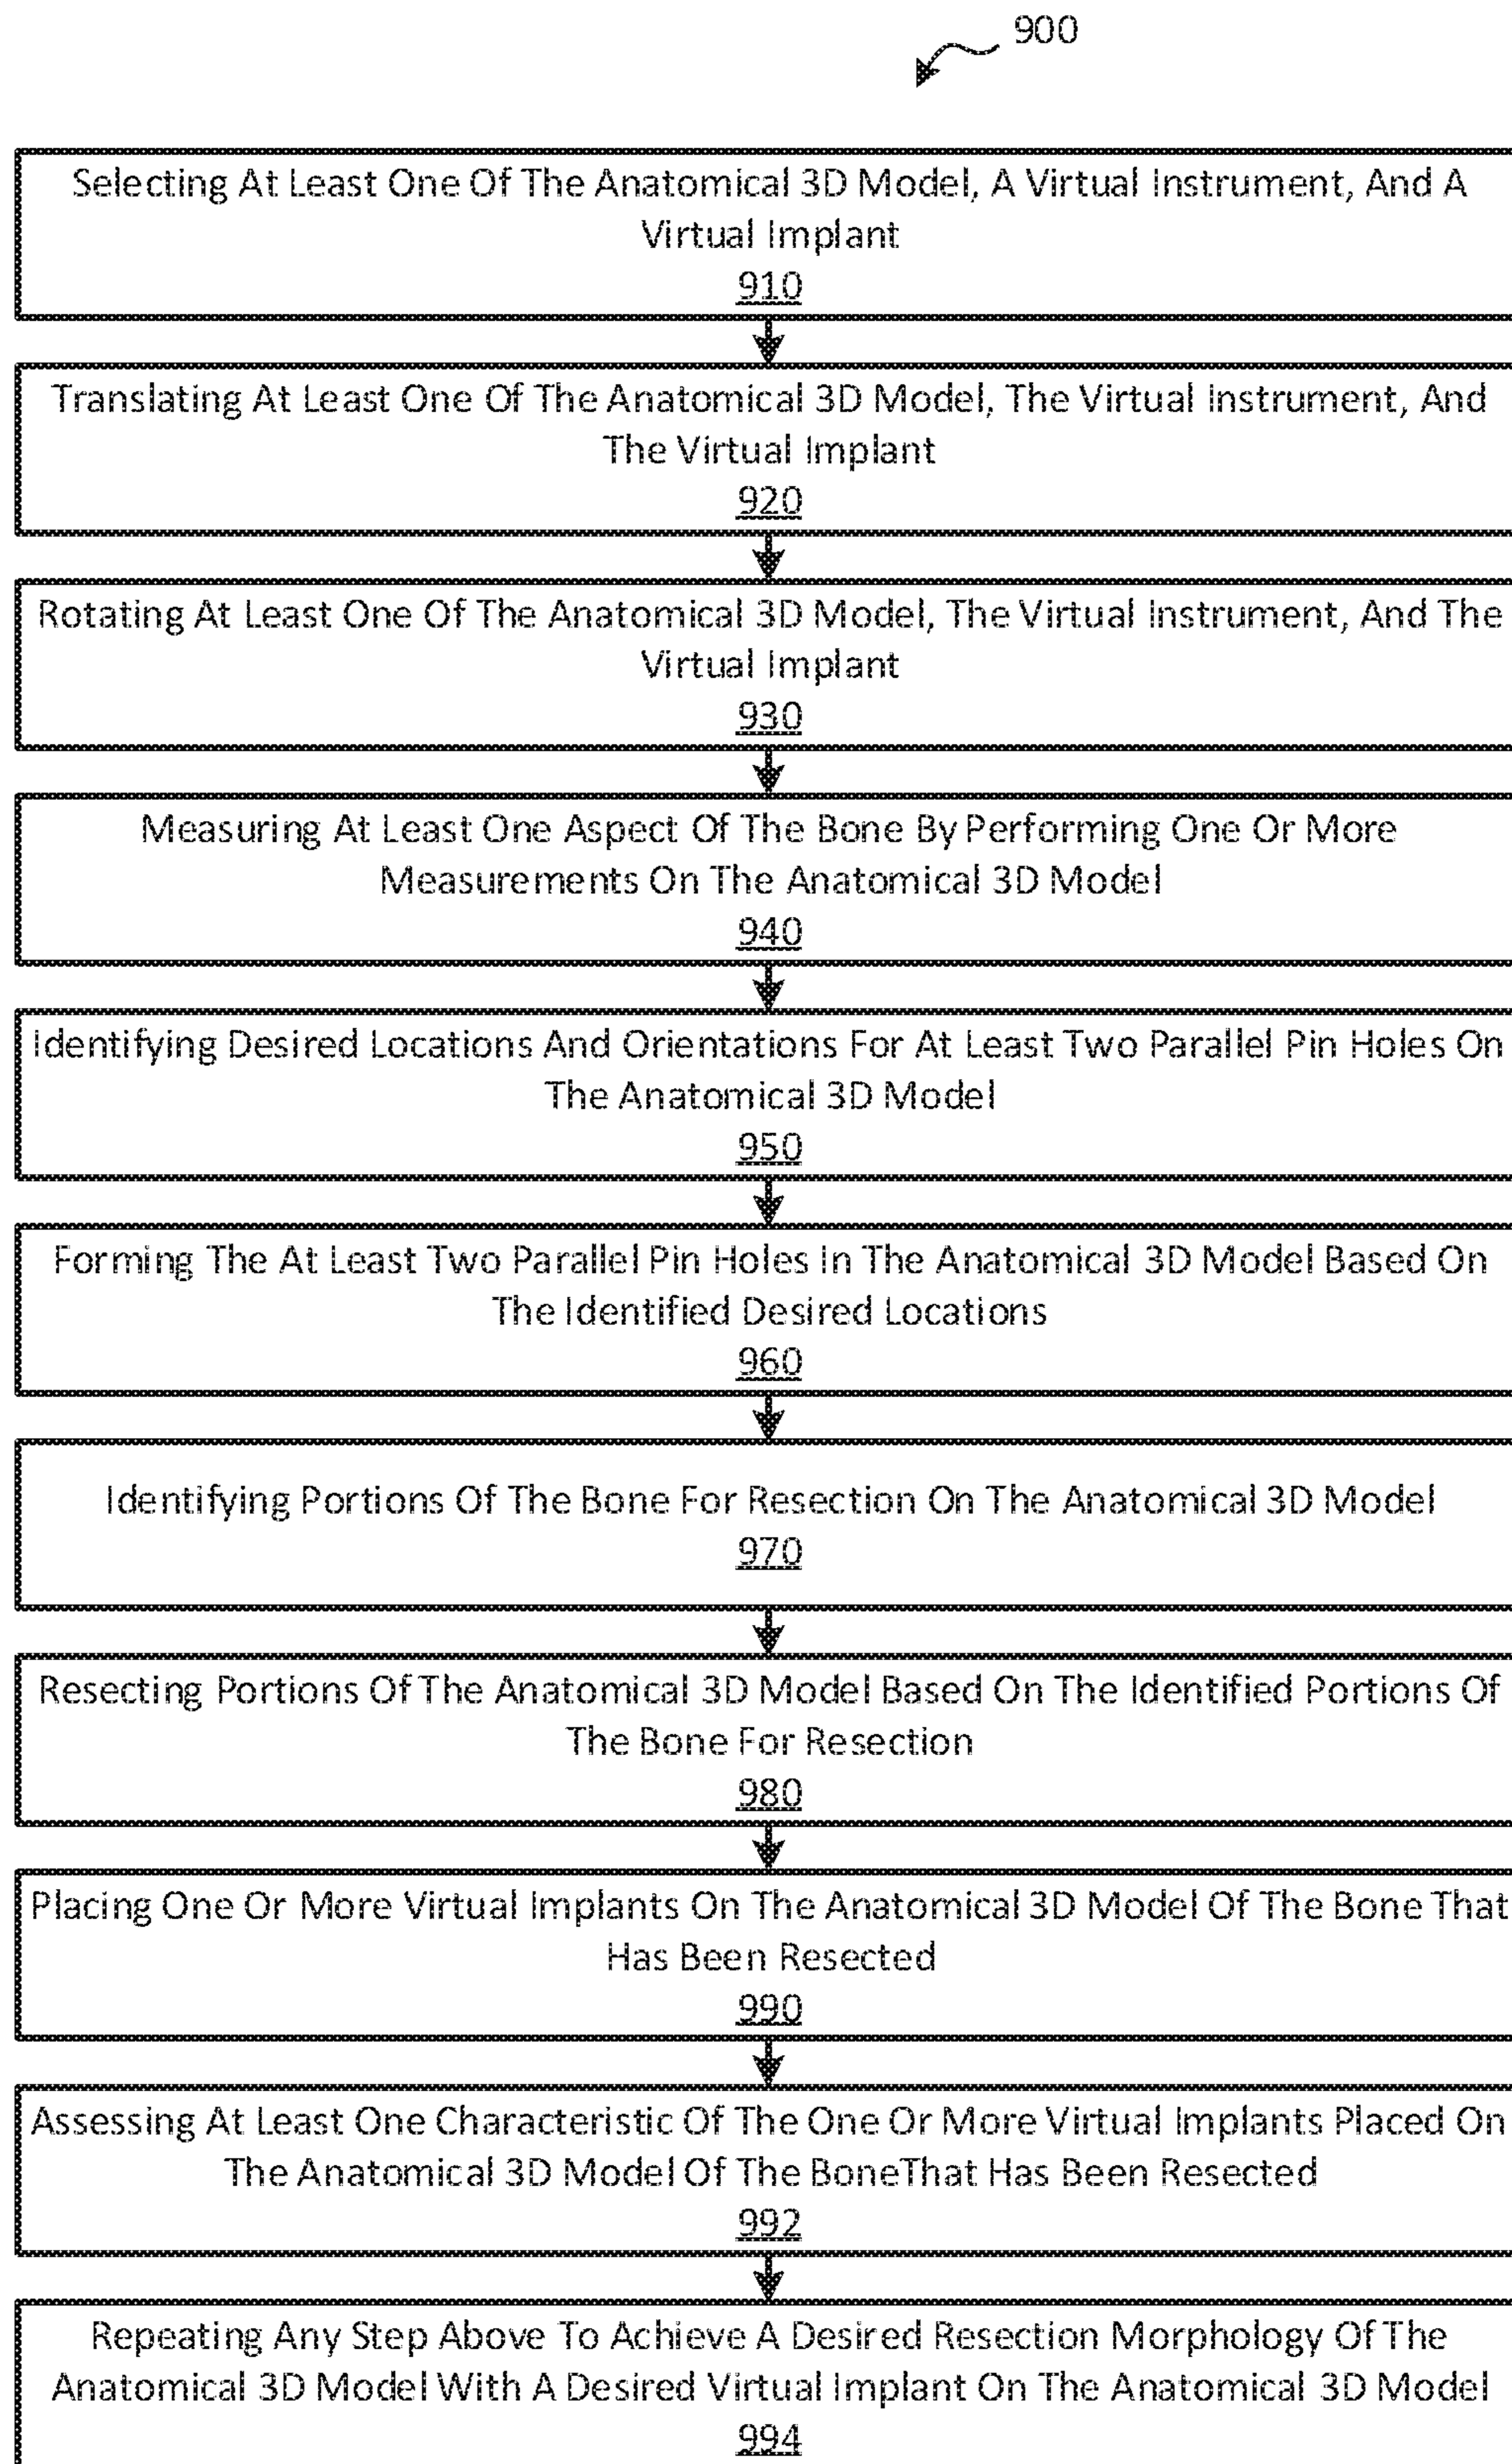 900
Selecting At Least One Of The Anatomical 3D Model, A Virtual Instrument, And A
Virtual Implant
910
Translating At Least One Of The Anatomical 3D Model, The Virtual Instrument, And
The Virtual Implant
920
Rotating At Least One Of The Anatomical 3D Model, The Virtual Instrument, And The
Virtual Implant
930
Measuring At Least One Aspect Of The Bone By Performing One Or More
Measurements On The Anatomical 3D Model
940
Identifying Desired Locations And Orientations For At Least Two Parallel Pin Holes On
The Anatomical 3D Model
950
Forming The At Least Two Parallel Pin Holes In The Anatomical 3D Model Based On
The Identified Desired Locations
960
Identifying Portions Of The Bone For Resection On The Anatomical 3D Model
970
Resecting Portions Of The Anatomical 3D Model Based On The Identified Portions Of
The Bone For Resection
980
Placing One Or More Virtual Implants On The Anatomical 3D Model Of The Bone That
Has Been Resected
990
Assessing At Least One Characteristic Of The One Or More Virtual Implants Placed On
The Anatomical 3D Model Of The BoneThat Has Been Resected
992
Repeating Any Step Above To Achieve A Desired Resection Morphology Of The
Anatomical 3D Model With A Desired Virtual Implant On The Anatomical 3D Model
994